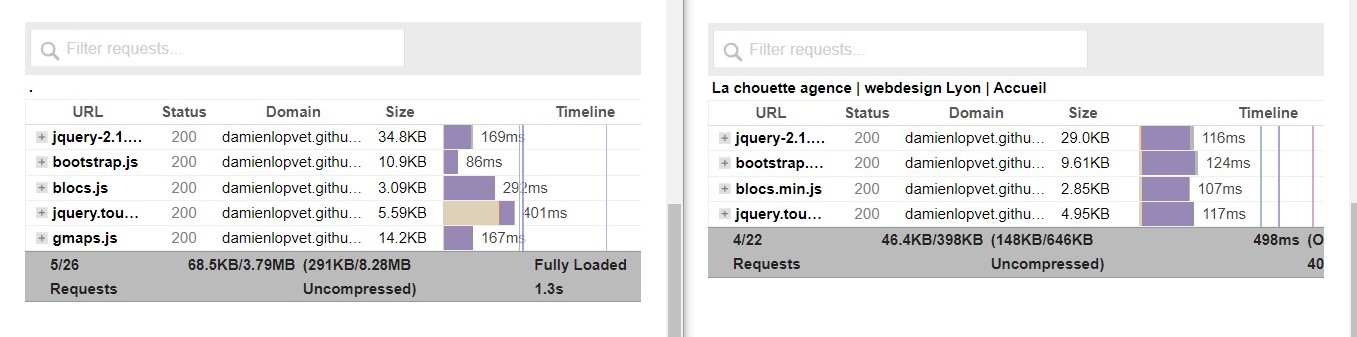 Filter requests...
.
URL Status Domain Size Timeline
jquery-2.1.... 200 damienlopvet.githu... 34.8KB 169ms
bootstrap.js 200 damienlopvet.githu... 10.9KB 86ms
blocs.js 200 damienlopvet.githu... 3.09KB 292ms
jquery.tou... 200 damienlopvet.githu... 5.59KB 401ms
gmaps.js 200 damienlopvet.githu... 14.2KB 167ms
5/26 68.5KB/3.79MB (291KB/8.28MB Fully Loaded
Requests Uncompressed) 1.3s
Filter requests...
La chouette agence | webdesign Lyon | Accueil
URL Status Domain Size Timeline
jquery-2.1.... 200 damienlopvet.githu... 29.0KB 116ms
bootstrap.... 200 damienlopvet.githu... 9.61KB 124ms
blocs.min.js 200 damienlopvet.githu... 2.85KB 107ms
jquery.tou... 200 damienlopvet.githu... 4.95KB 117ms
4/22 46.4KB/398KB (148KB/646KB 498ms (O
Requests Uncompressed) 40